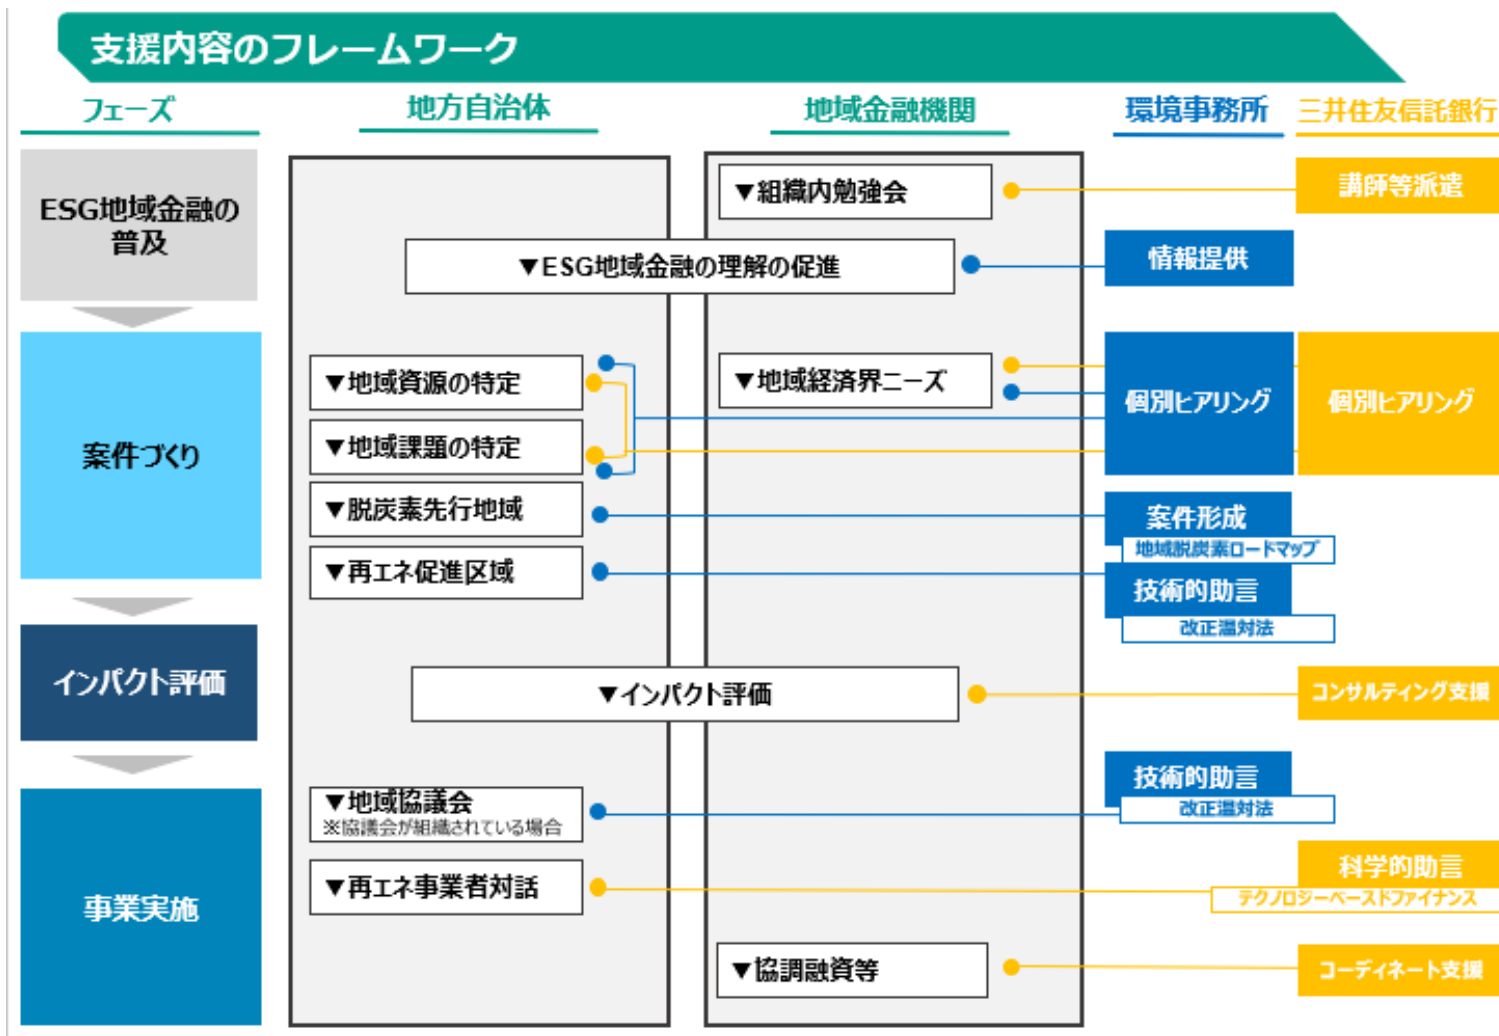 支援内容のフレームワーク
フェーズ
地方自治体
地域金融機関
環境事務所
三井住友信託銀行
ESG地域金融の
普及
▼組織内勉強会
講師等派遣
▼ESG地域金融の理解の促進
情報提供
案件づくり
▼地域資源の特定
▼地域経済界ニーズ
個別ヒアリング
個別ヒアリング
▼地域課題の特定
▼脱炭素先行地域
案件形成
地域脱炭素ロードマップ
▼再エネ促進区域
技術的助言
改正温対法
インパクト評価
▼インパクト評価
コンサルティング支援
事業実施
▼地域協議会
※協議会が組織されている場合
技術的助言
改正温対法
▼再エネ事業者対話
科学的助言
テクノロジーベースドファイナンス
▼協調融資等
コーディネート支援